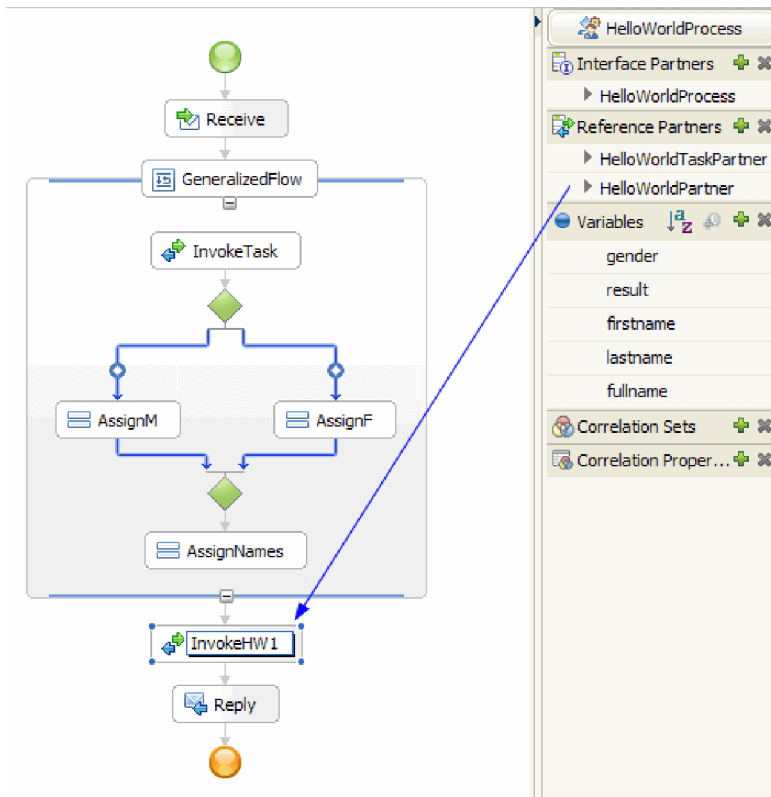 Receive
GeneralizedFlow
InvokeTask
AssignM
AssignF
AssignNames
InvokeHW1
Reply
HelloWorldProcess
Interface Partners
HelloWorldProcess
Reference Partners
HelloWorldTaskPartner
HelloWorldPartner
Variables
gender
result
firstname
lastname
fullname
Correlation Sets
Correlation Proper...